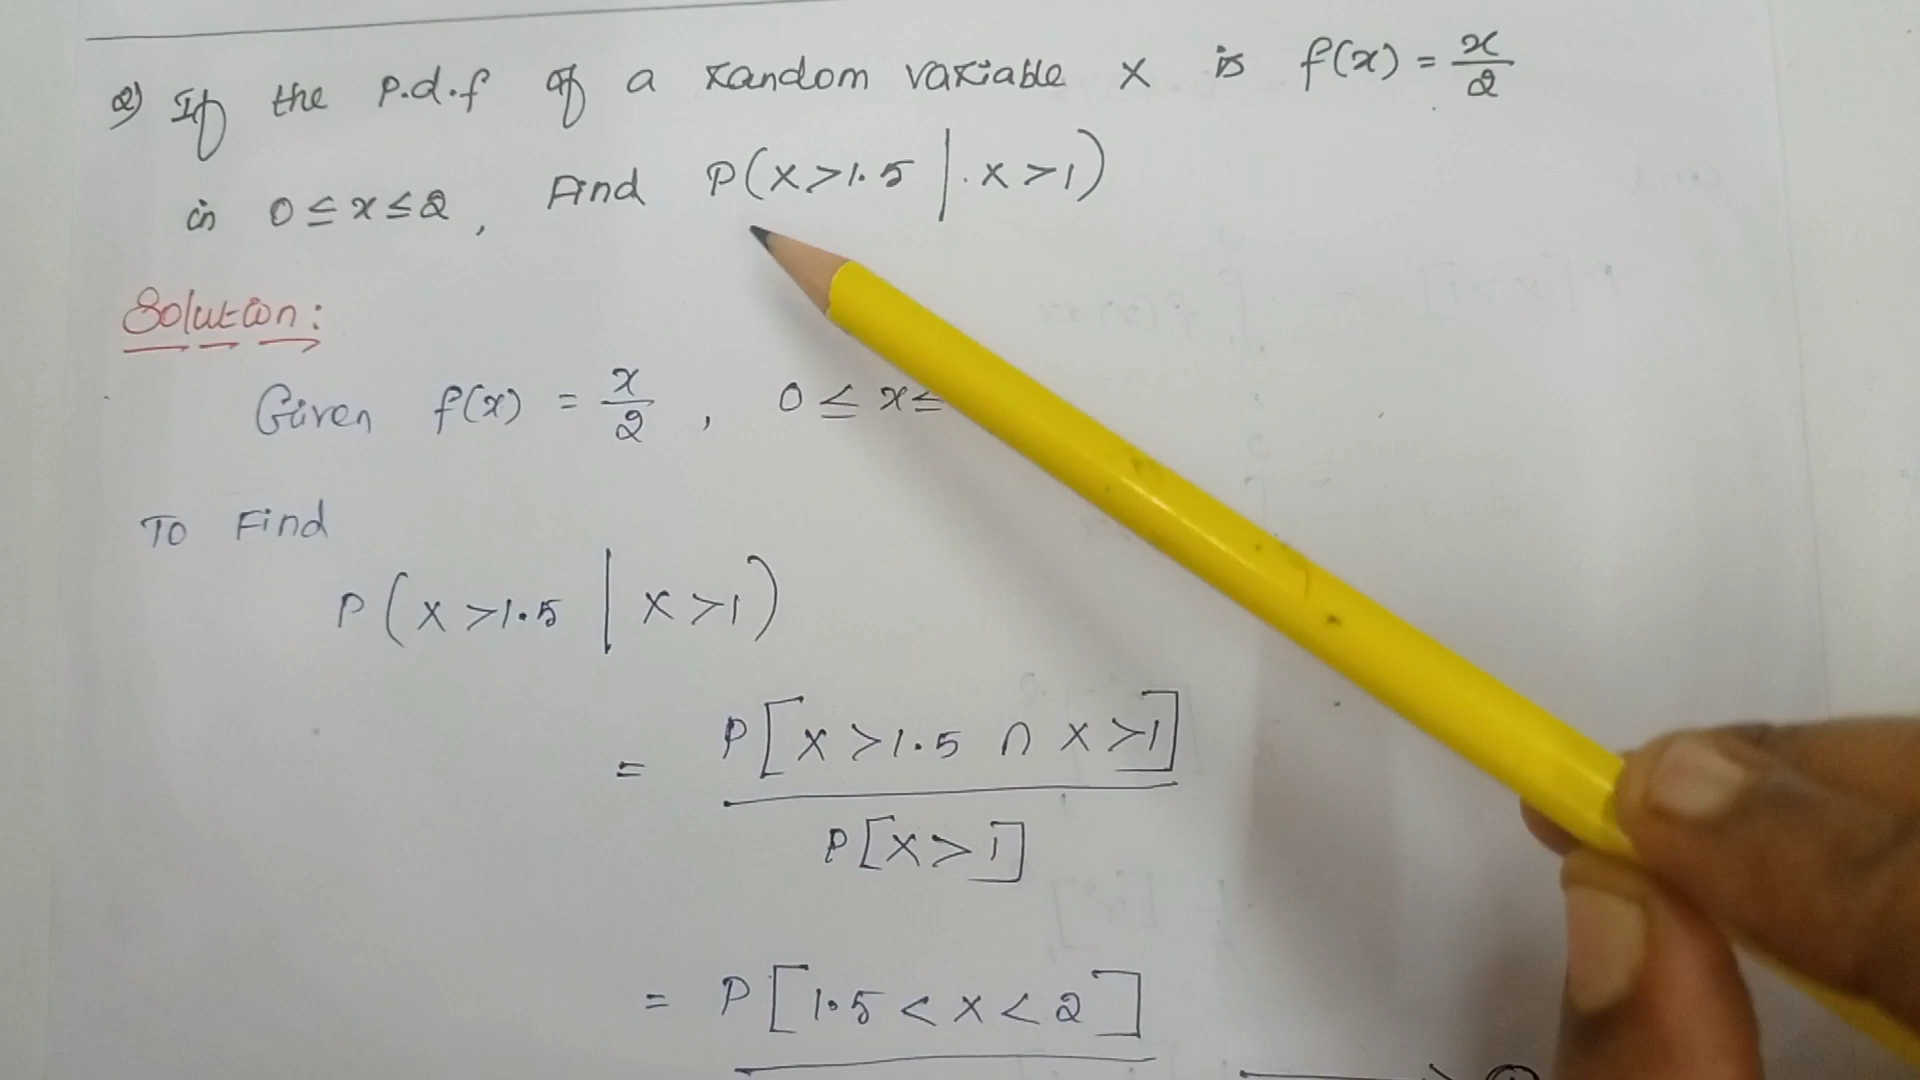 2) If the p.d.f of a random variable X is f(x) = x/2
in 0 ≤ x ≤ 2, Find P(X>1.5 | X>1)
Solution:
Given f(x) = x/2 , 0 ≤ x ≤
To Find
P(X>1.5 | X>1)
= P[X>1.5 ∩ X>1]
P[X>1]
= P[1.5<X<2]